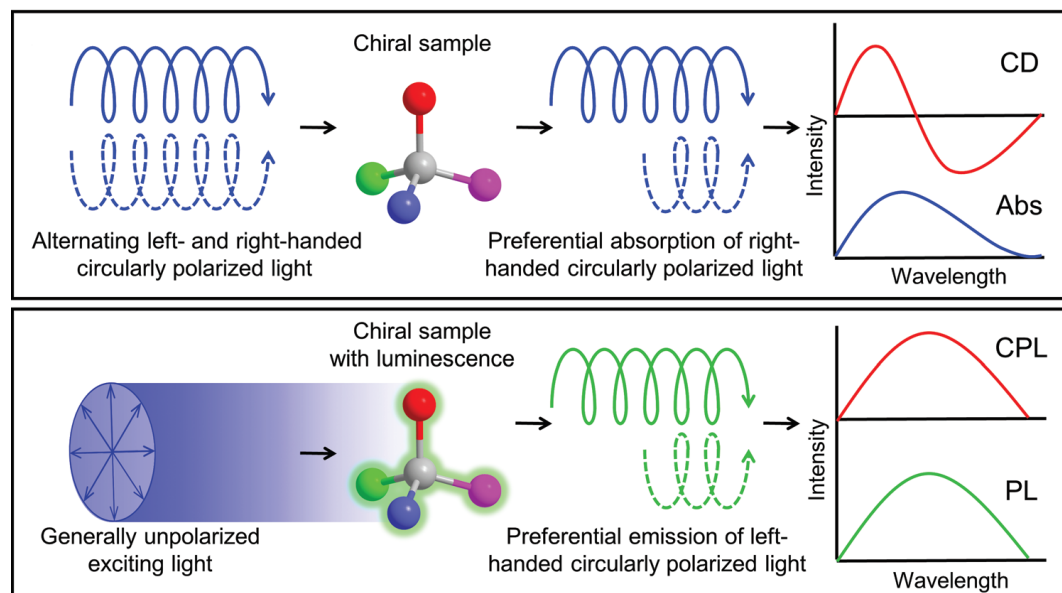 Chiral sample
Alternating left- and right-handed
circularly polarized light
Preferential absorption of right-
handed circularly polarized light
Intensity
CD
Abs
Wavelength
Chiral sample
with luminescence
Generally unpolarized
exciting light
Preferential emission of left-
handed circularly polarized light
Intensity
CPL
PL
Wavelength